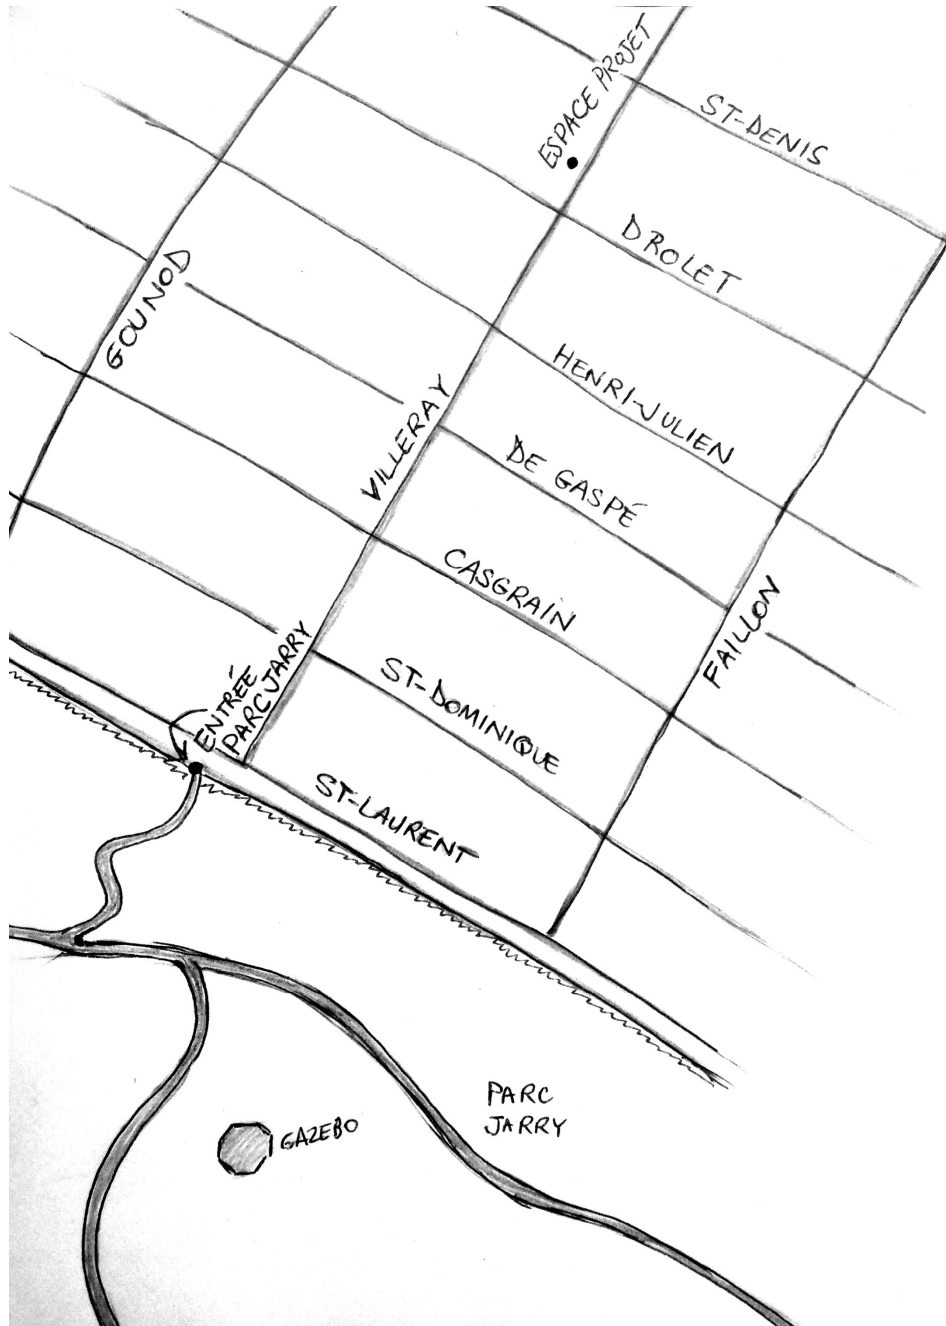 ESPACE PROJET
ST-DENIS
DROLET
GOUNOD
HENRI-JULIEN
VILLERAY
DE GASPÉ
CASGRAIN
FAILLON
ENTRÉE
PARC JARRY
ST-DOMINIQUE
ST-LAURENT
PARC
JARRY
GAZEBO